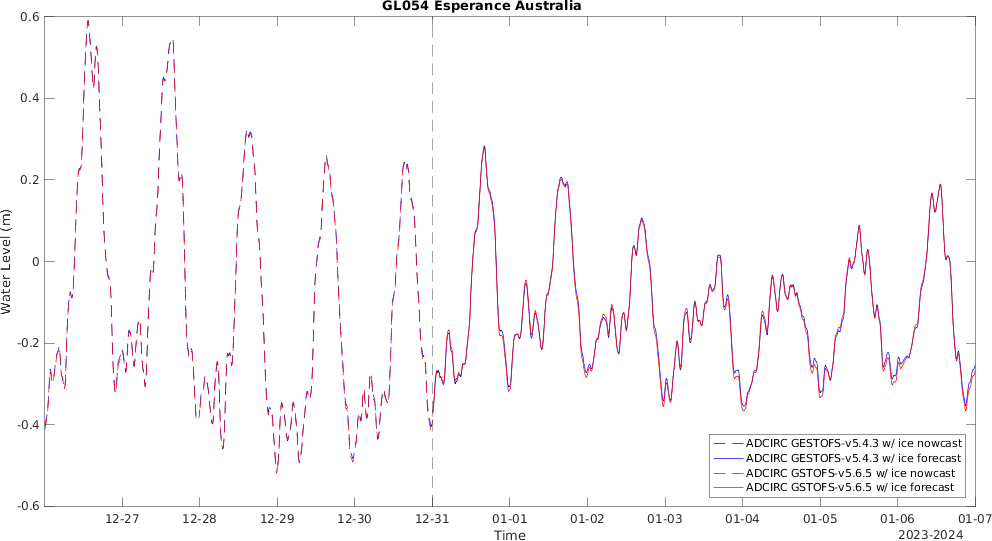 GL054 Esperance Australia
0.6
0.4
0.2
0
-0.2
-0.4
-0.6
Water Level (m)
ADCIRC GESTOFS-v5.4.3 w/ ice nowcast
ADCIRC GESTOFS-v5.4.3 w/ ice forecast
ADCIRC GSTOFS-v5.6.5 w/ ice nowcast
ADCIRC GSTOFS-v5.6.5 w/ ice forecast
12-27 12-28 12-29 12-30 12-31 01-01 01-02 01-03 01-04 01-05 01-06 01-07
Time
2023-2024